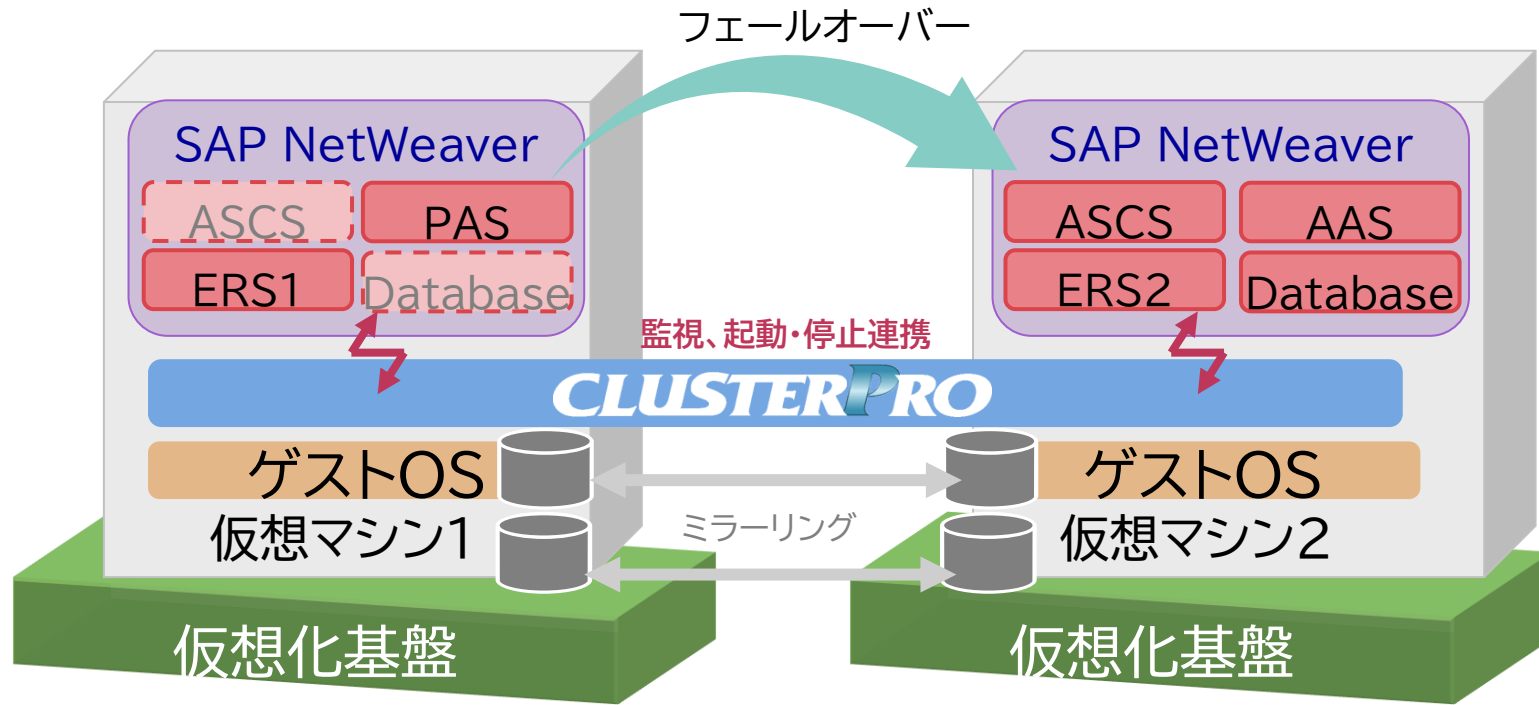 フェールオーバー
SAP NetWeaver
ASCS
PAS
ERS1
Database
SAP NetWeaver
ASCS
AAS
ERS2
Database
監視、起動・停止連携
CLUSTERPRO
ゲストOS
ゲストOS
仮想マシン1
ミラーリング
仮想マシン2
仮想化基盤
仮想化基盤